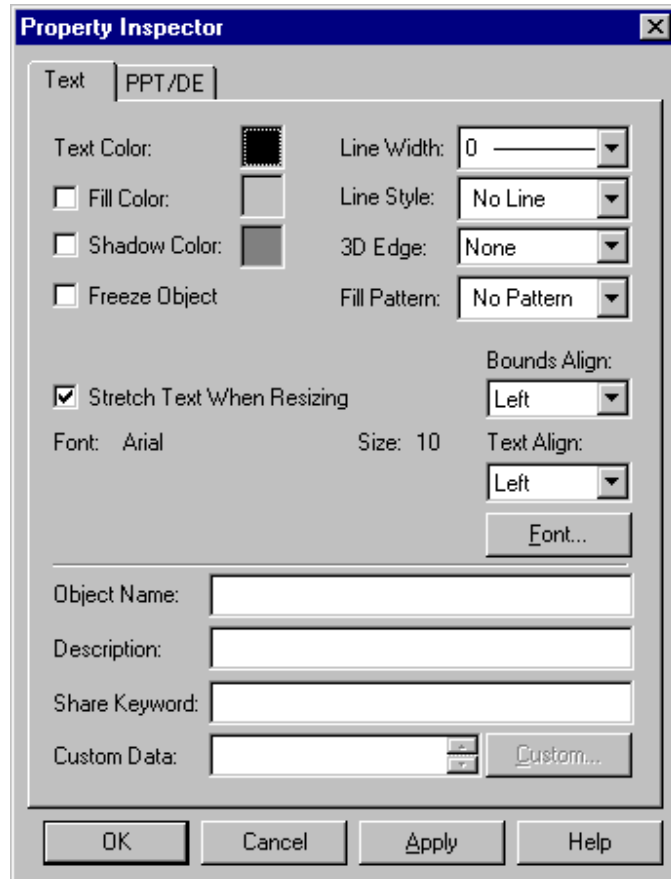 Property Inspector
Text PPT/DE
Text Color: Line Width: 0
Fill Color: Line Style: No Line
Shadow Color: 3D Edge: None
Freeze Object Fill Pattern: No Pattern
Bounds Align:
Stretch Text When Resizing Left
Font: Arial Size: 10 Text Align:
Left
Font...
Object Name:
Description:
Share Keyword:
Custom Data: Custom...
OK Cancel Apply Help